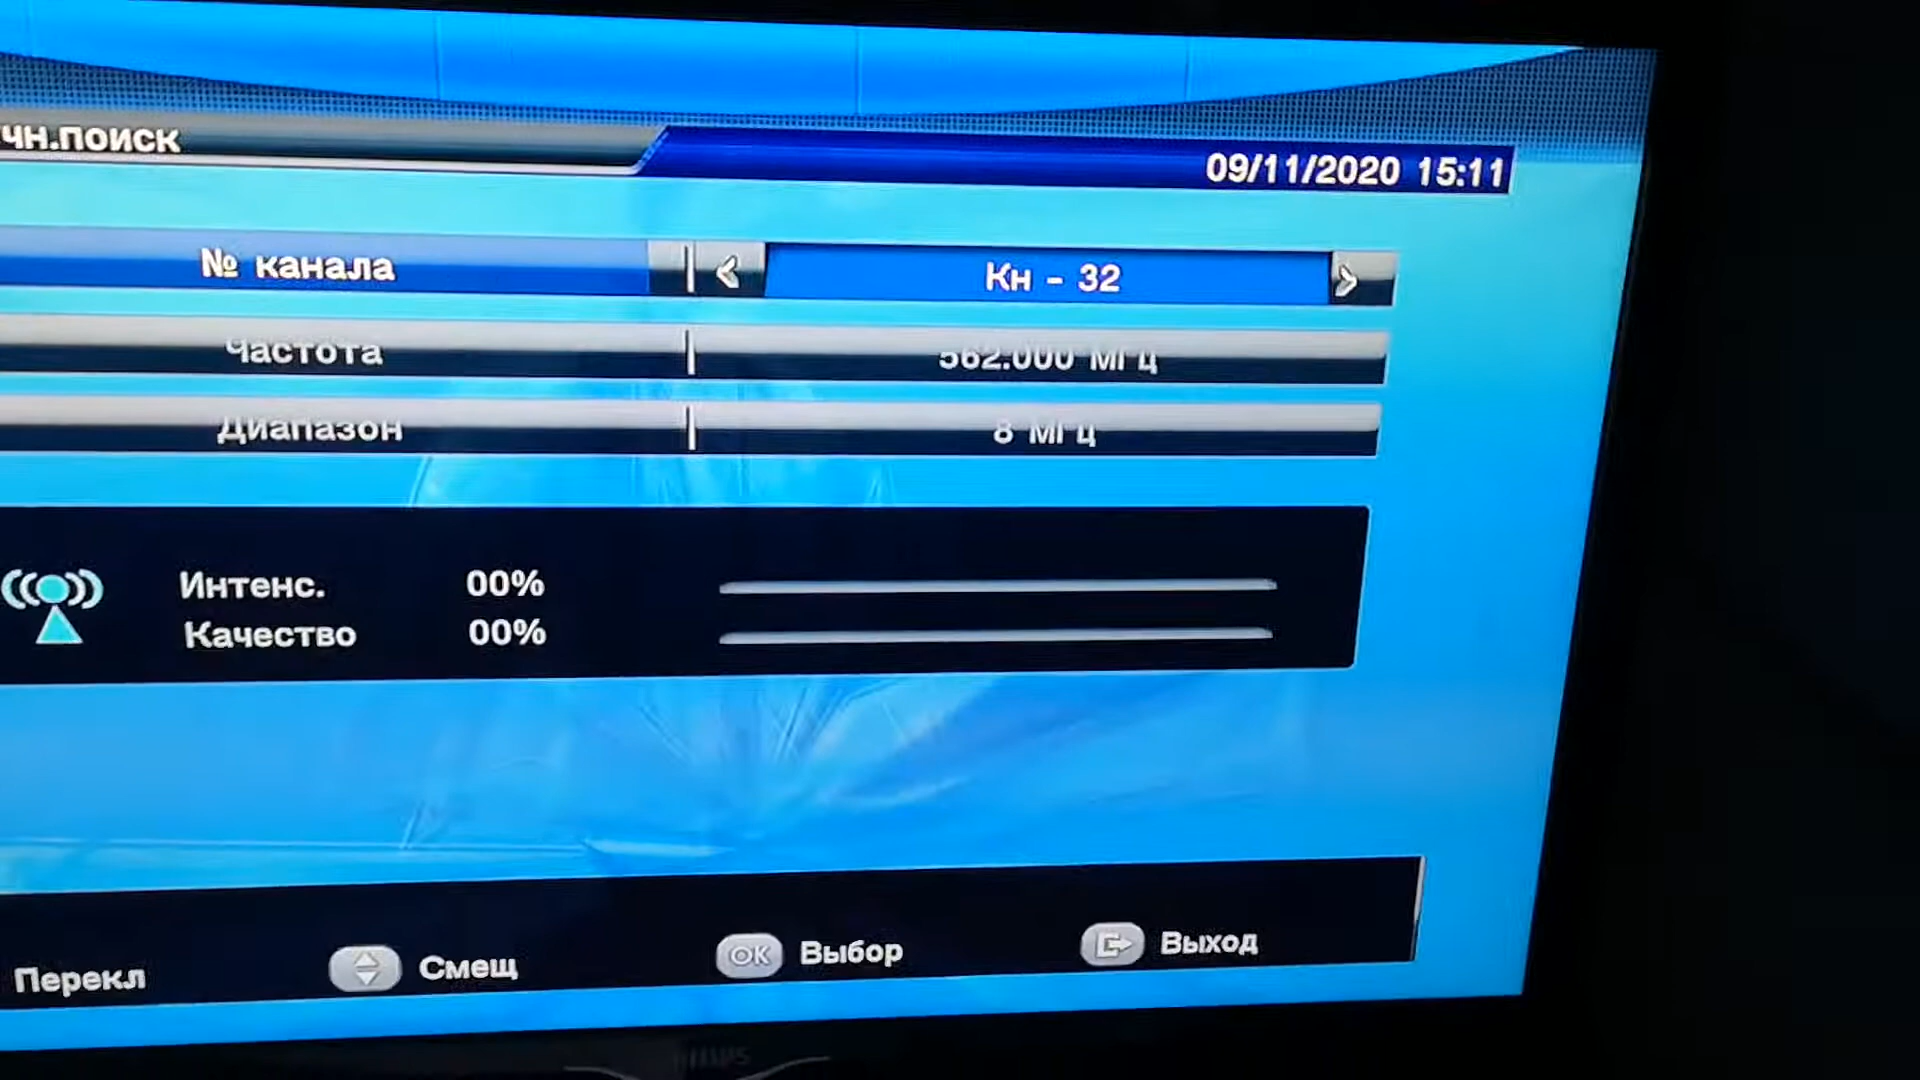 чн.поиск
09/11/2020 15:11
№ канала
Кн - 32
Частота
562.000 МГц
Диапазон
8 МГц
Интенс. 00%
Качество 00%
Перекл
Смещ
OK Выбор
Выход